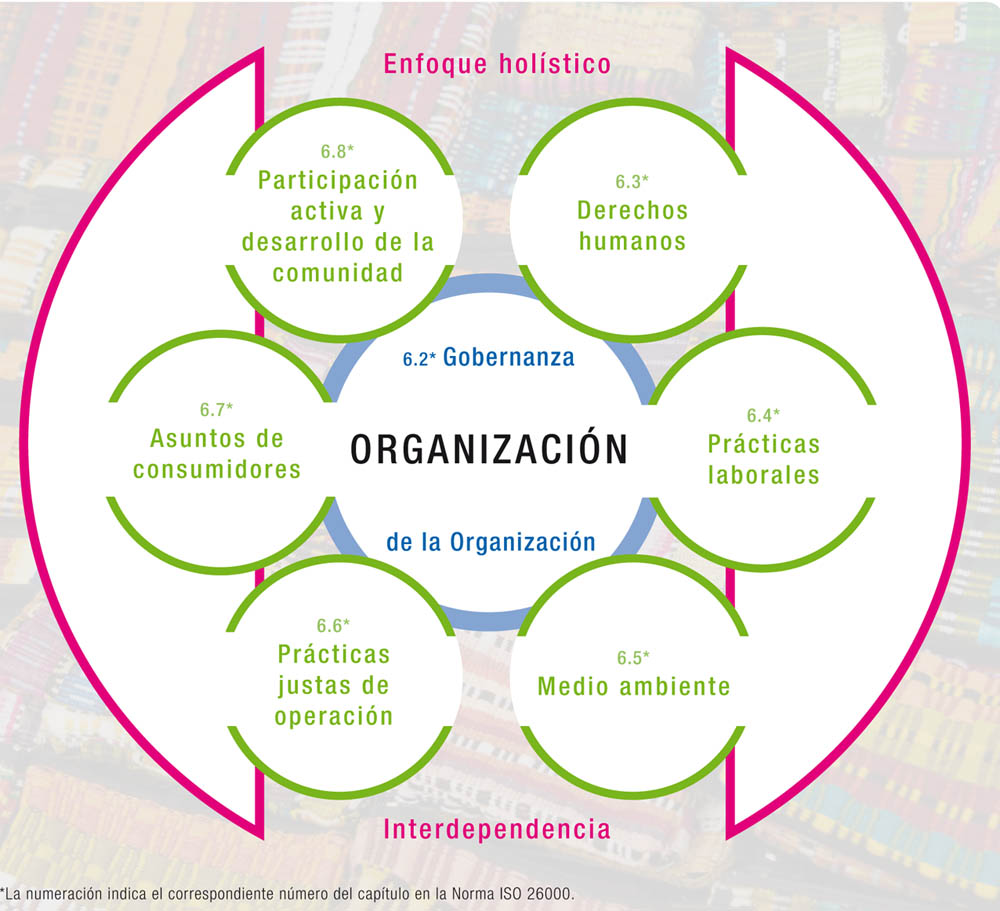 Enfoque holístico
6.8*
Participación
activa y
desarrollo de la
comunidad
6.3*
Derechos
humanos
6.2* Gobernanza
ORGANIZACIÓN
de la Organización
6.7*
Asuntos de
consumidores
6.4*
Prácticas
laborales
6.6*
Prácticas
justas de
operación
6.5*
Medio ambiente
Interdependencia
*La numeración indica el correspondiente número del capítulo en la Norma ISO 26000.